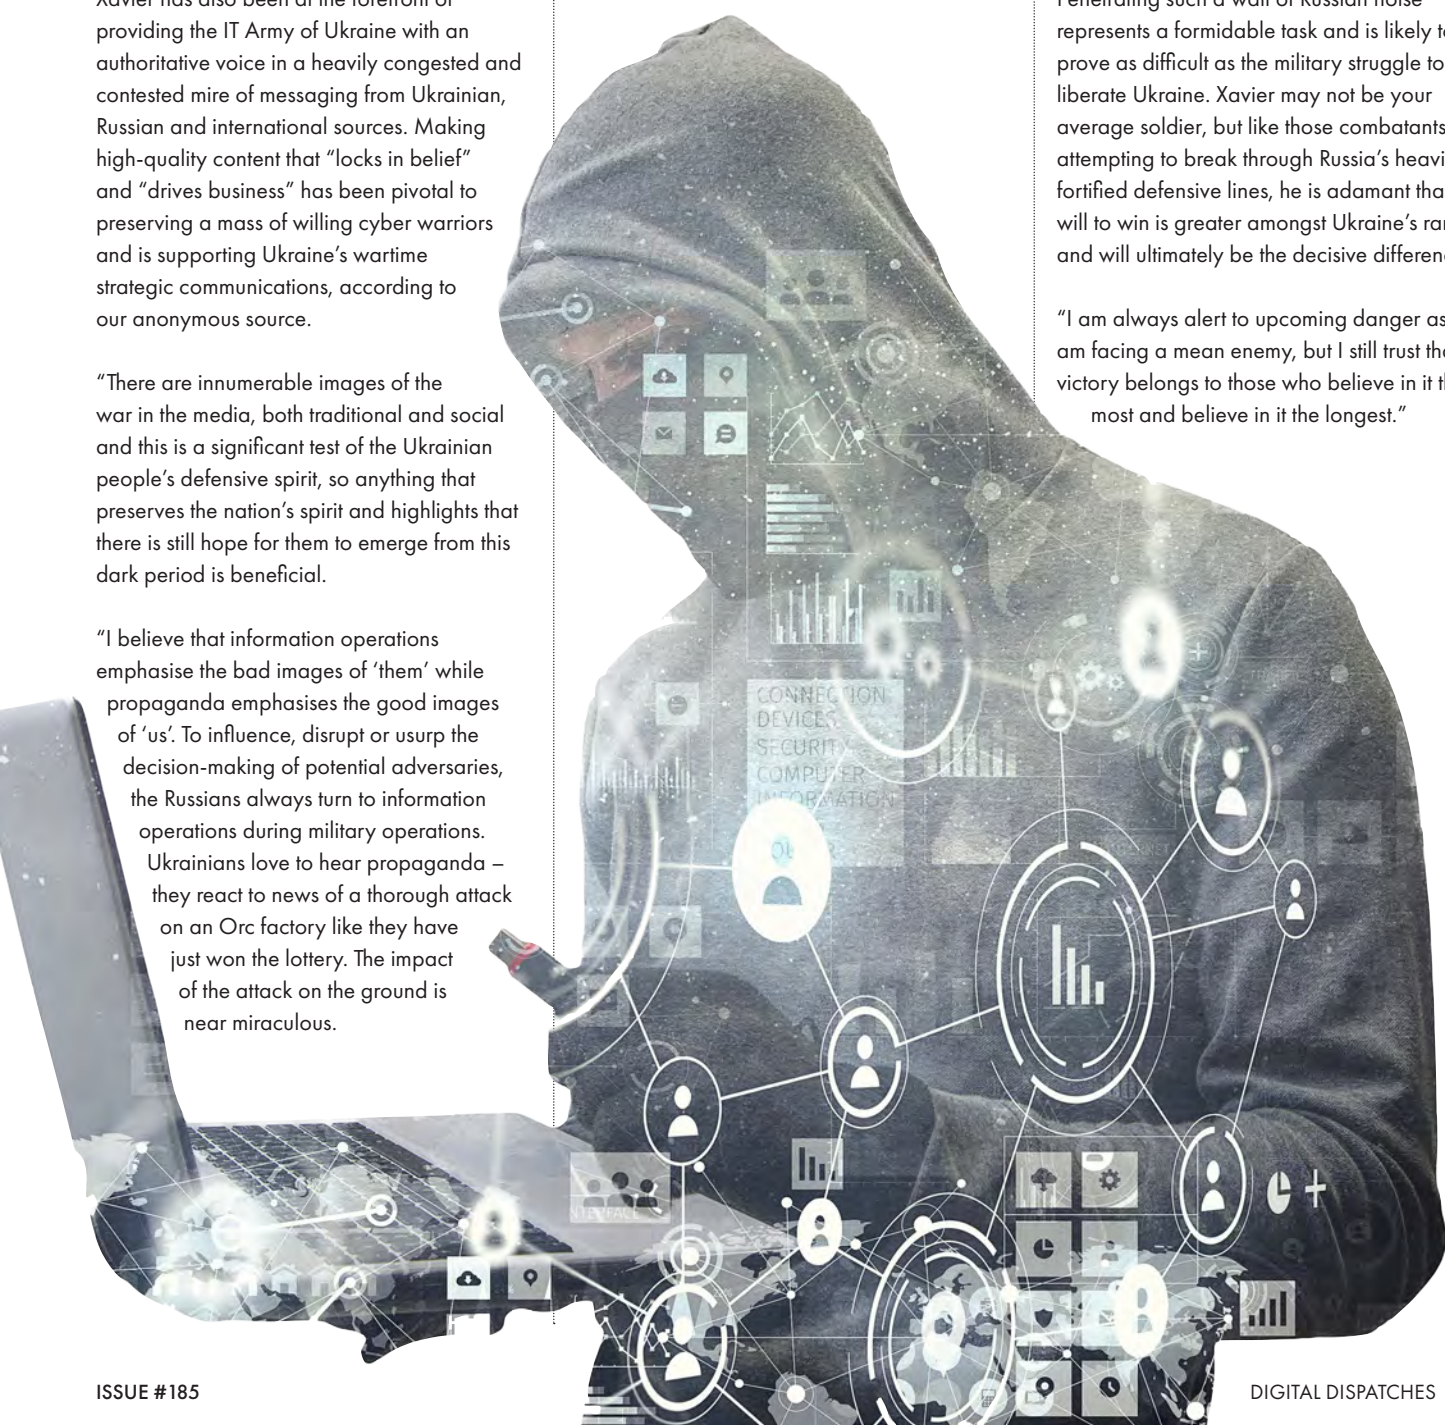 Xavier has also been at the forefront of
providing the IT Army of Ukraine with an
authoritative voice in a heavily congested and
contested mire of messaging from Ukrainian,
Russian and international sources. Making
high-quality content that “locks in belief”
and “drives business” has been pivotal to
preserving a mass of willing cyber warriors
and is supporting Ukraine’s wartime
strategic communications, according to
our anonymous source.
“There are innumerable images of the
war in the media, both traditional and social
and this is a significant test of the Ukrainian
people’s defensive spirit, so anything that
preserves the nation’s spirit and highlights that
there is still hope for them to emerge from this
dark period is beneficial.
“I believe that information operations
emphasise the bad images of ‘them’ while
propaganda emphasises the good images
of ‘us’. To influence, disrupt or usurp the
decision-making of potential adversaries,
the Russians always turn to information
operations during military operations.
Ukrainians love to hear propaganda –
they react to news of a thorough attack
on an Orc factory like they have
just won the lottery. The impact
of the attack on the ground is
near miraculous.
Penetrating such a wall of Russian noise
represents a formidable task and is likely
prove as difficult as the military struggle to
liberate Ukraine. Xavier may not be your
average soldier, but like those combatants
attempting to break through Russia’s
fortified defensive lines, he is adamant
will to win is greater amongst Ukraine’s
and will ultimately be the decisive
“I am always alert to upcoming danger as
am facing a mean enemy, but I still trust
victory belongs to those who believe in it
most and believe in it the longest.”
CONNECTION
DEVICES
SECURITY
COMPUTER
INFORMATION
ISSUE #185
DIGITAL DISPATCHES